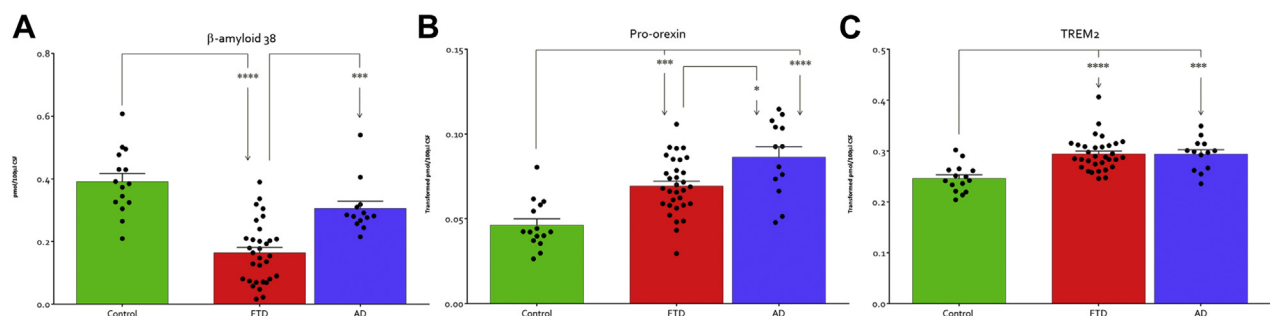 A
β-amyloid 38
0.8
0.6
0.4
0.2
0.0
pmol/100μl CSF
****
***
Control
FTD
AD
B
Pro-orexin
0.15
0.10
0.05
0.00
Transformed pmol/100μl CSF
***
*
****
Control
FTD
AD
C
TREM2
0.5
0.4
0.3
0.2
0.1
0.0
Transformed pmol/100μl CSF
****
***
Control
FTD
AD